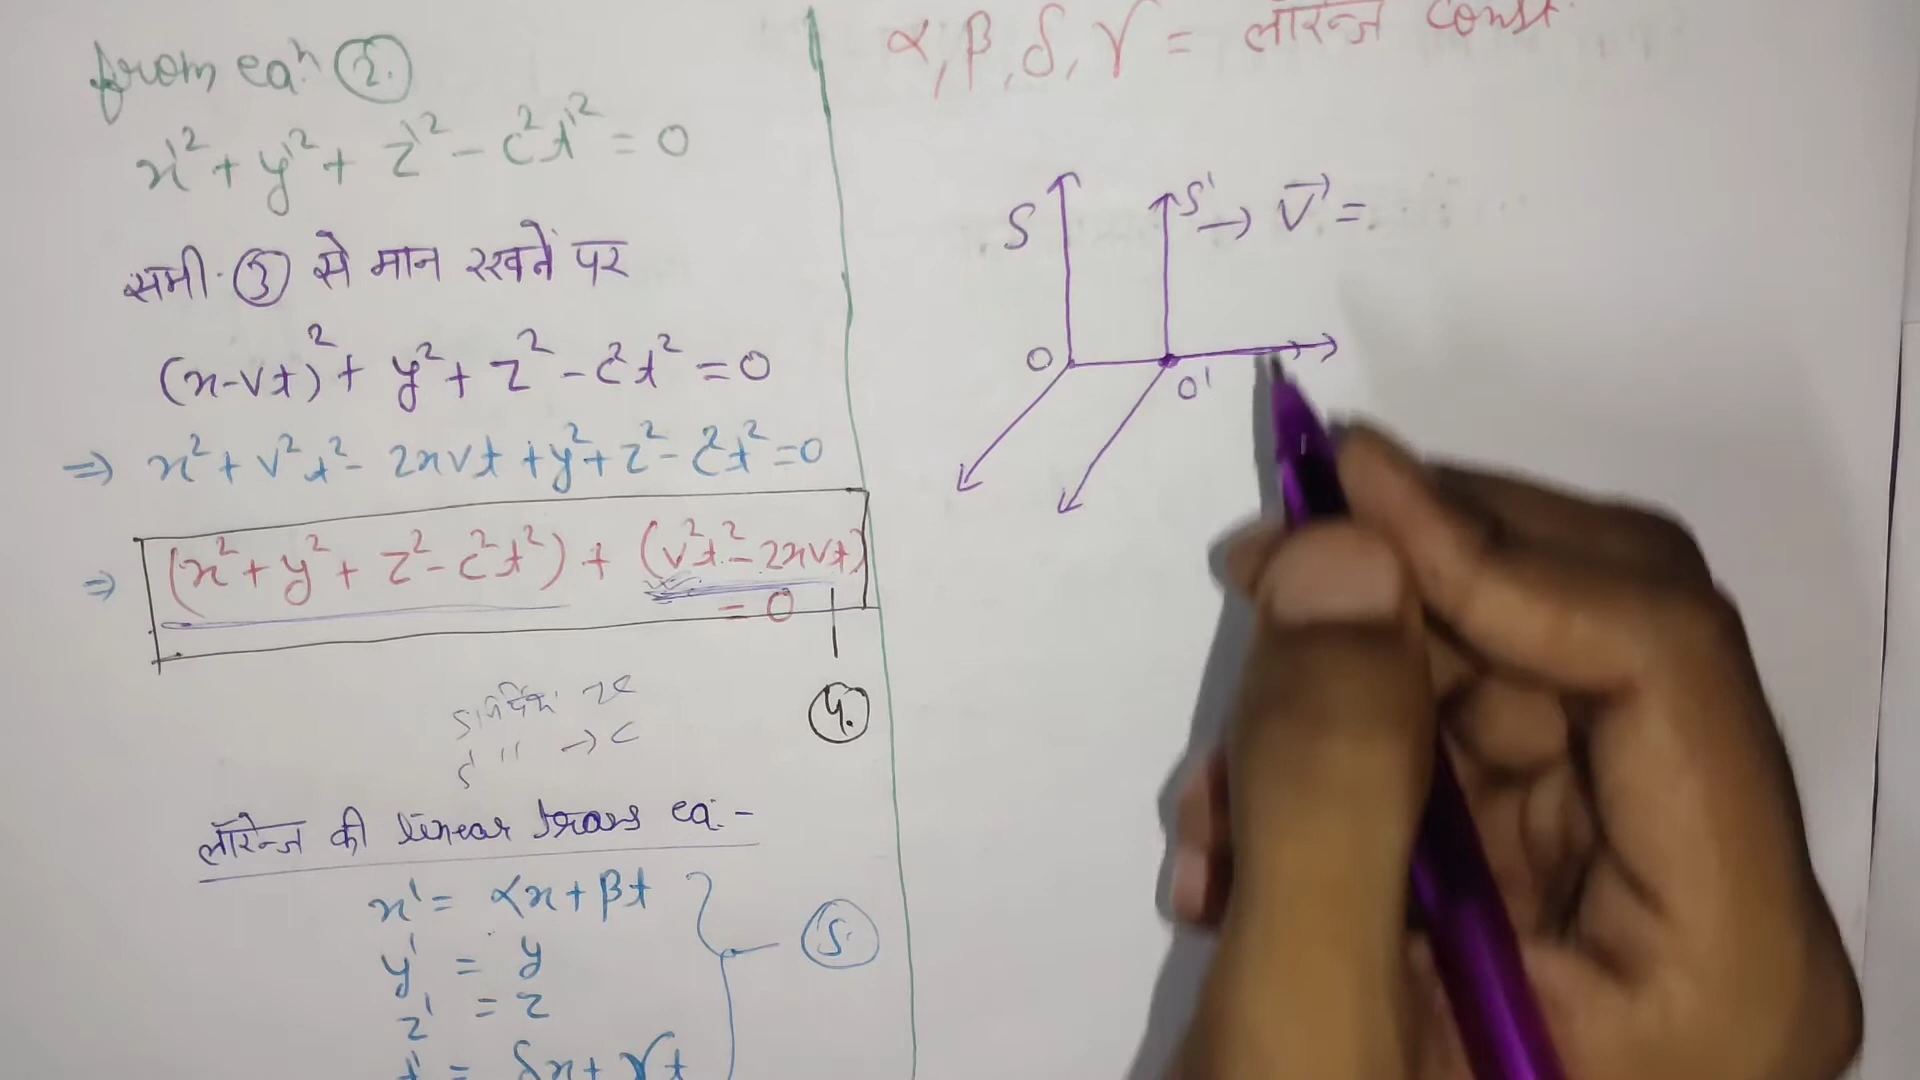 from eqⁿ (2.)
x'² + y'² + z'² - c²t'² = 0
समी. (3) से मान रखनें पर
(x-vt)² + y² + z² - c²t² = 0
⇒ x² + v²t² - 2xvt + y² + z² - c²t² = 0
⇒ (x² + y² + z² - c²t²) + (v²t² - 2xvt)
= 0
(4.)
s' " → c
लॉरेन्ज की linear trans eq:-
x' = αx + βt
y' = y
(5.)
z' = z
t' = δx + γt
α, β, δ, γ = लॉरेन्ज const.
S
S' → V⃗ =
O
O'